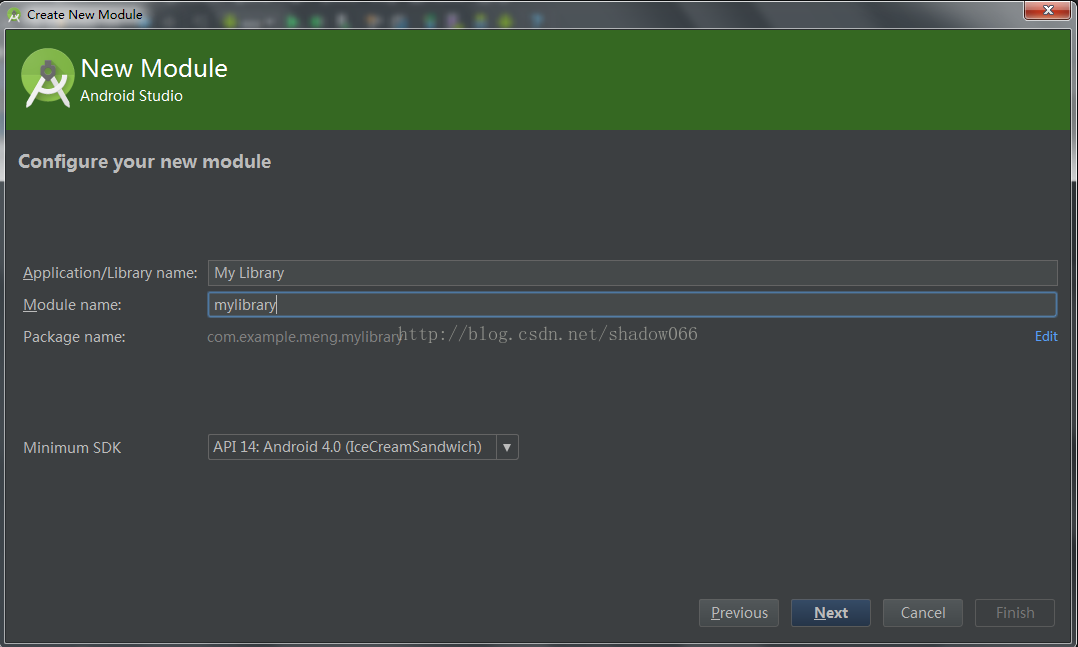 Create New Module
New Module
Android Studio
Configure your new module
Application/Library name: My Library
Module name: mylibrary
Package name: com.example.meng.mylibrary http://blog.csdn.net/shadow066 Edit
Minimum SDK API 14: Android 4.0 (IceCreamSandwich)
Previous Next Cancel Finish